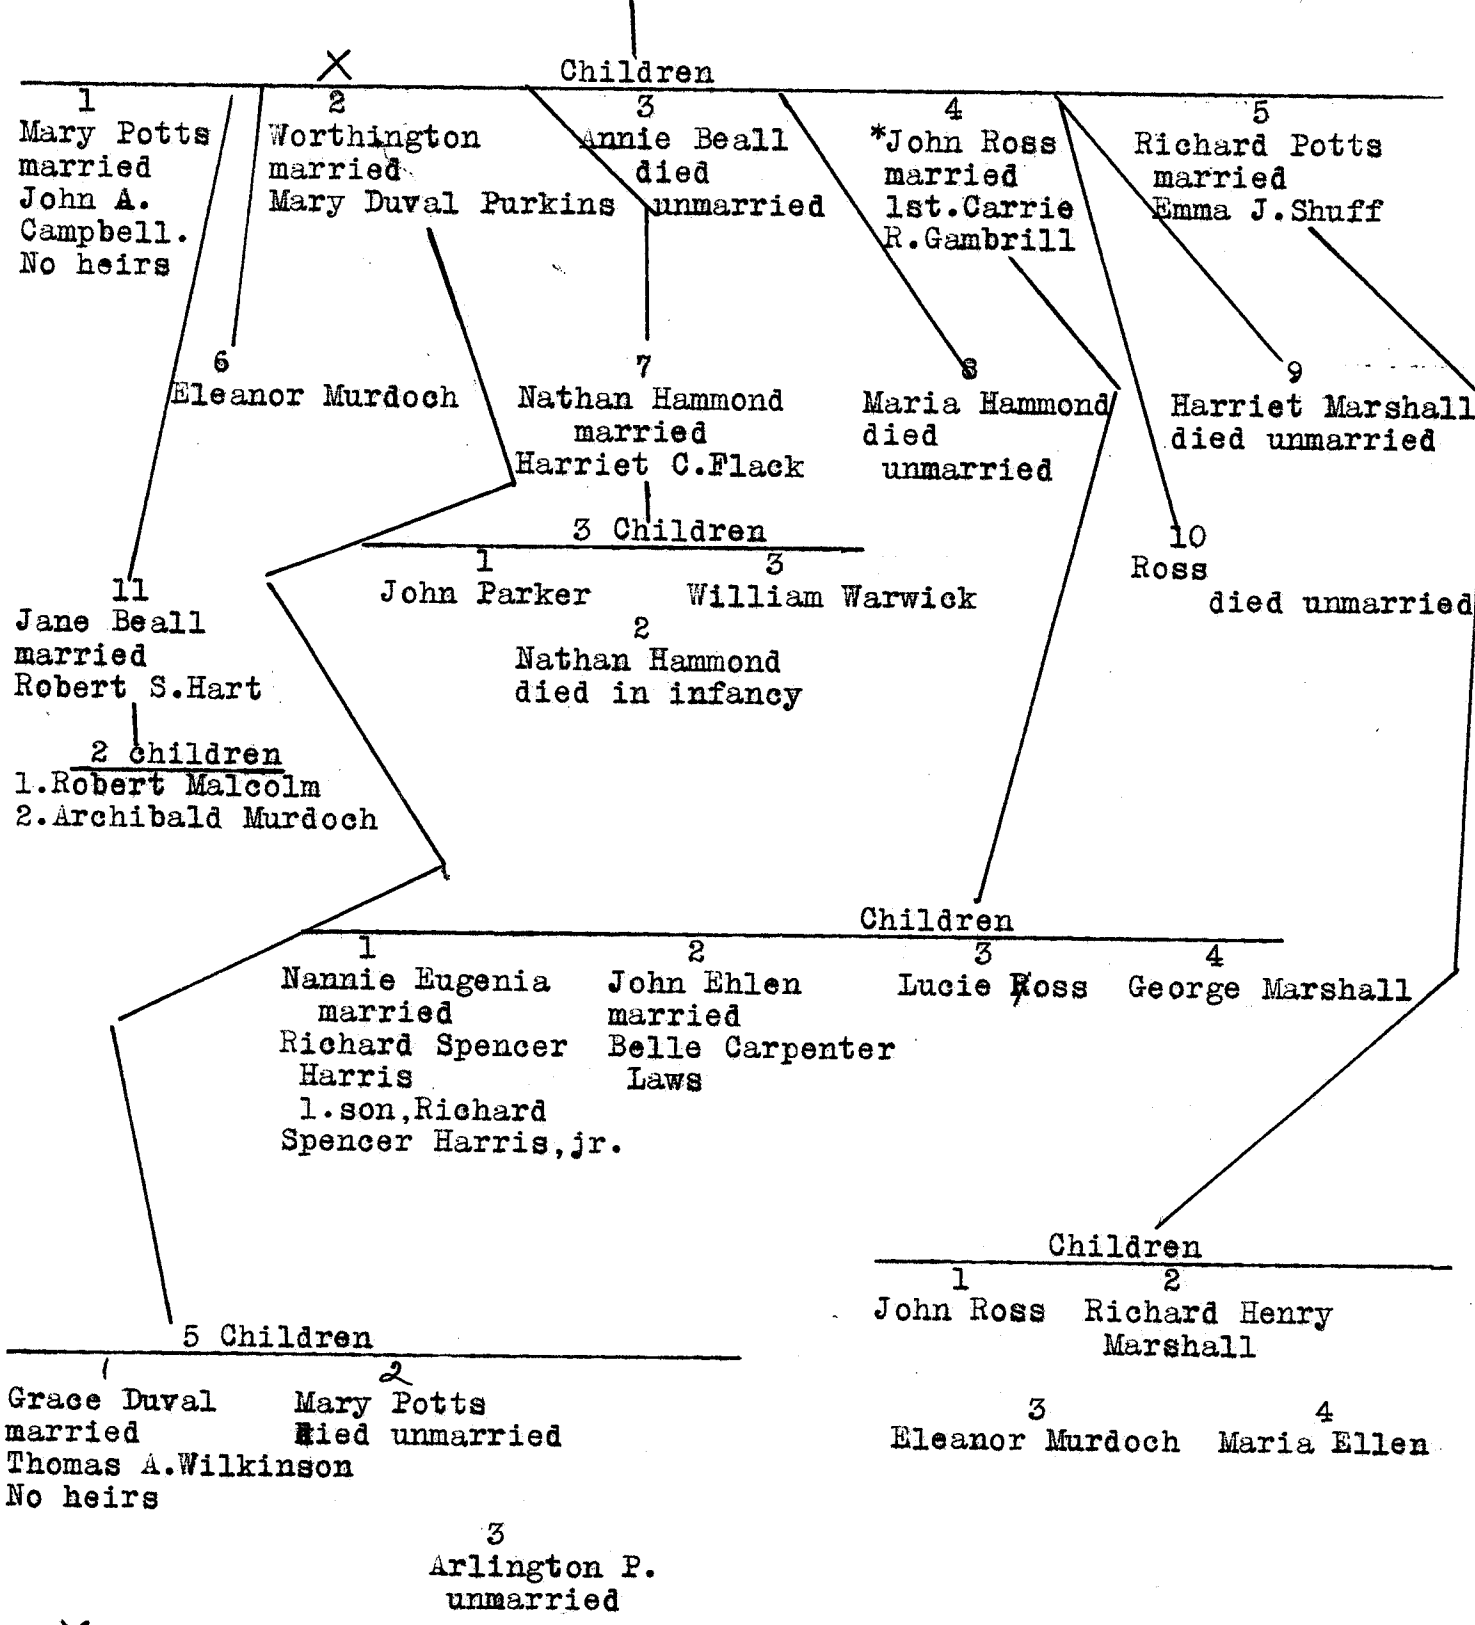 Children
1
Mary Potts
married
John A.
Campbell.
No heirs
X
2
Worthington
married
Mary Duval Purkins
3
Annie Beall
died
unmarried
4
*John Ross
married
1st.Carrie
R.Gambrill
5
Richard Potts
married
Emma J.Shuff
6
Eleanor Murdoch
7
Nathan Hammond
married
Harriet C.Flack
3 Children
1
John Parker
3
William Warwick
2
Nathan Hammond
died in infancy
8
Maria Hammond
died
unmarried
9
Harriet Marshall
died unmarried
10
Ross
died unmarried
11
Jane Beall
married
Robert S.Hart
2 children
1.Robert Malcolm
2.Archibald Murdoch
Children
1
Nannie Eugenia
married
Richard Spencer
Harris
1.son,Richard
Spencer Harris,jr.
2
John Ehlen
married
Belle Carpenter
Laws
3
Lucie Ross
4
George Marshall
Children
1
John Ross
2
Richard Henry
Marshall
3
Eleanor Murdoch
4
Maria Ellen
5 Children
1
Grace Duval
married
Thomas A.Wilkinson
No heirs
2
Mary Potts
died unmarried
3
Arlington P.
unmarried